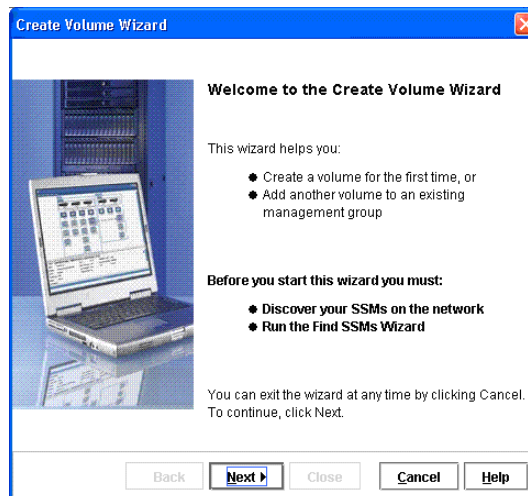 Create Volume Wizard
Welcome to the Create Volume Wizard
This wizard helps you:
● Create a volume for the first time, or
● Add another volume to an existing
management group
Before you start this wizard you must:
● Discover your SSMs on the network
● Run the Find SSMs Wizard
You can exit the wizard at any time by clicking Cancel.
To continue, click Next.
Back Next Close Cancel Help